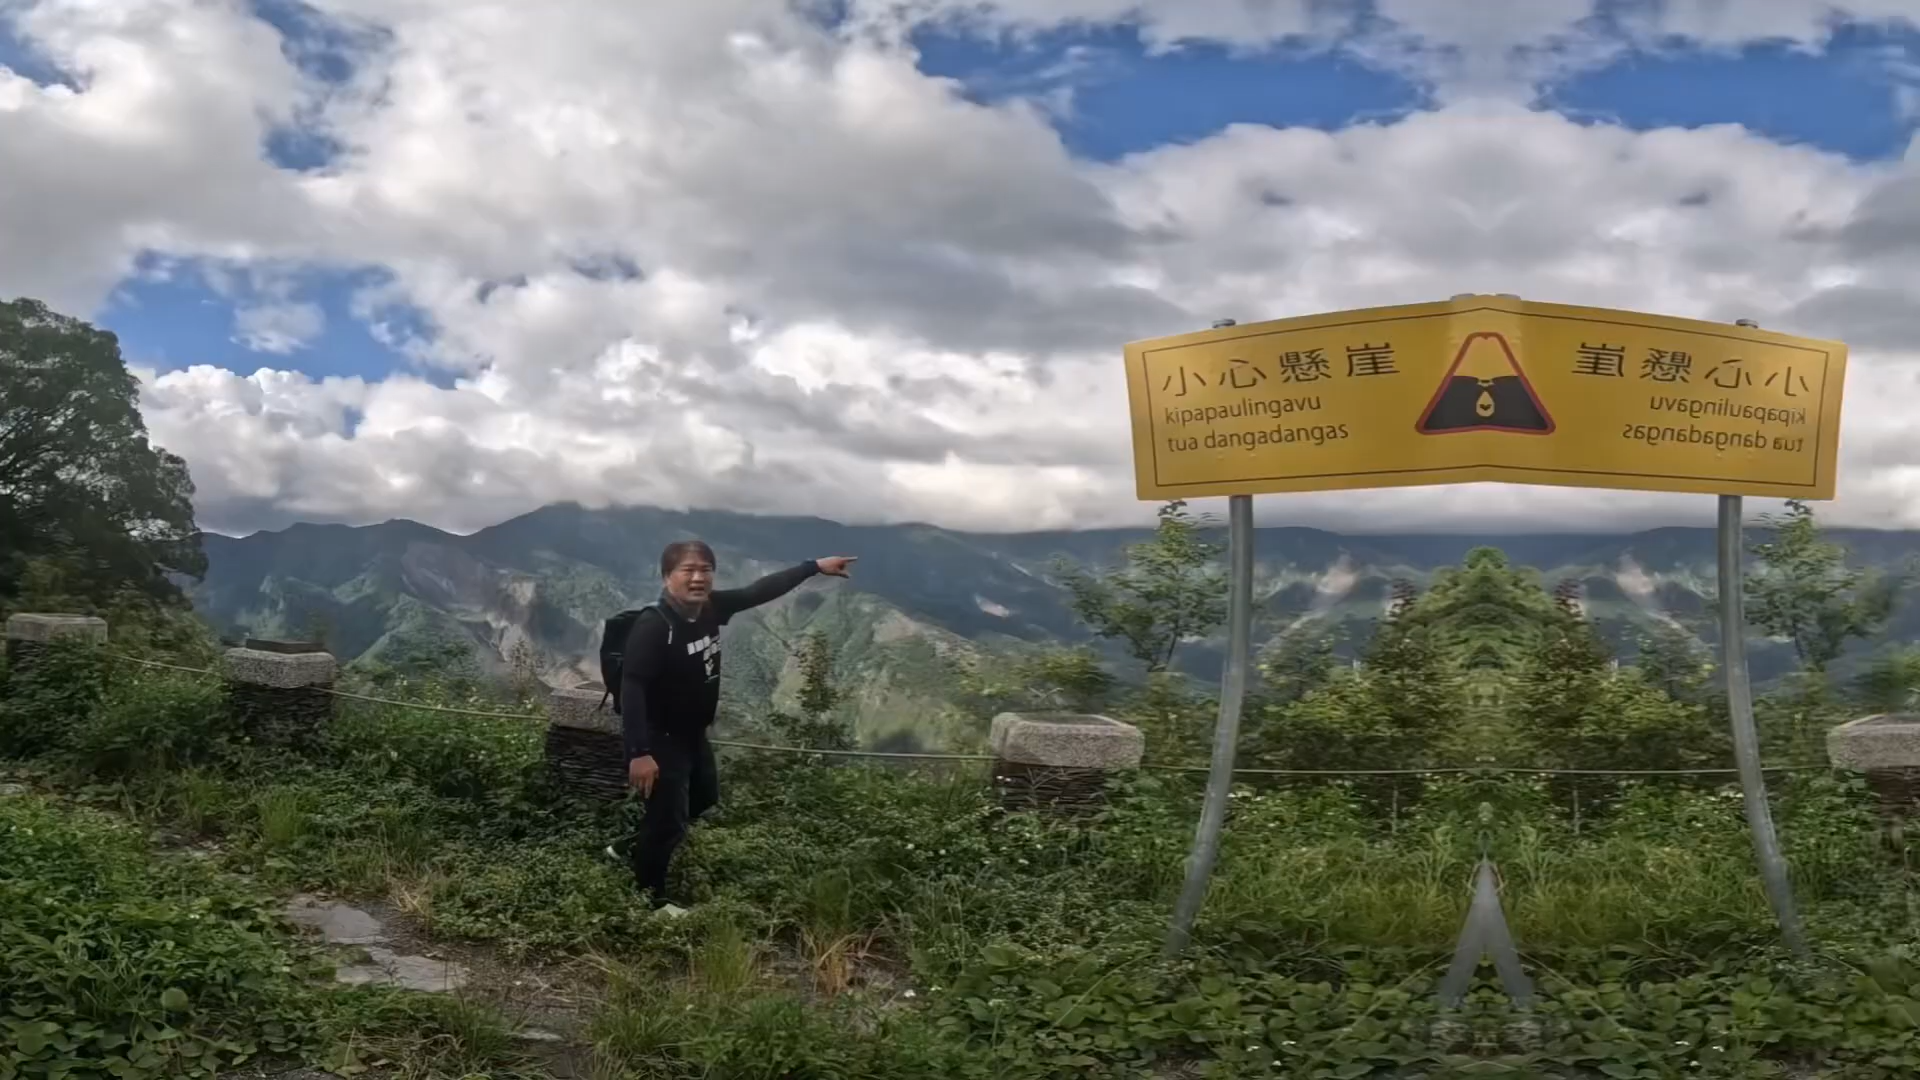 小心懸崖
kipapaulingavu
tua dangadangas
小心懸崖
kipapaulingavu
tua dangadangas